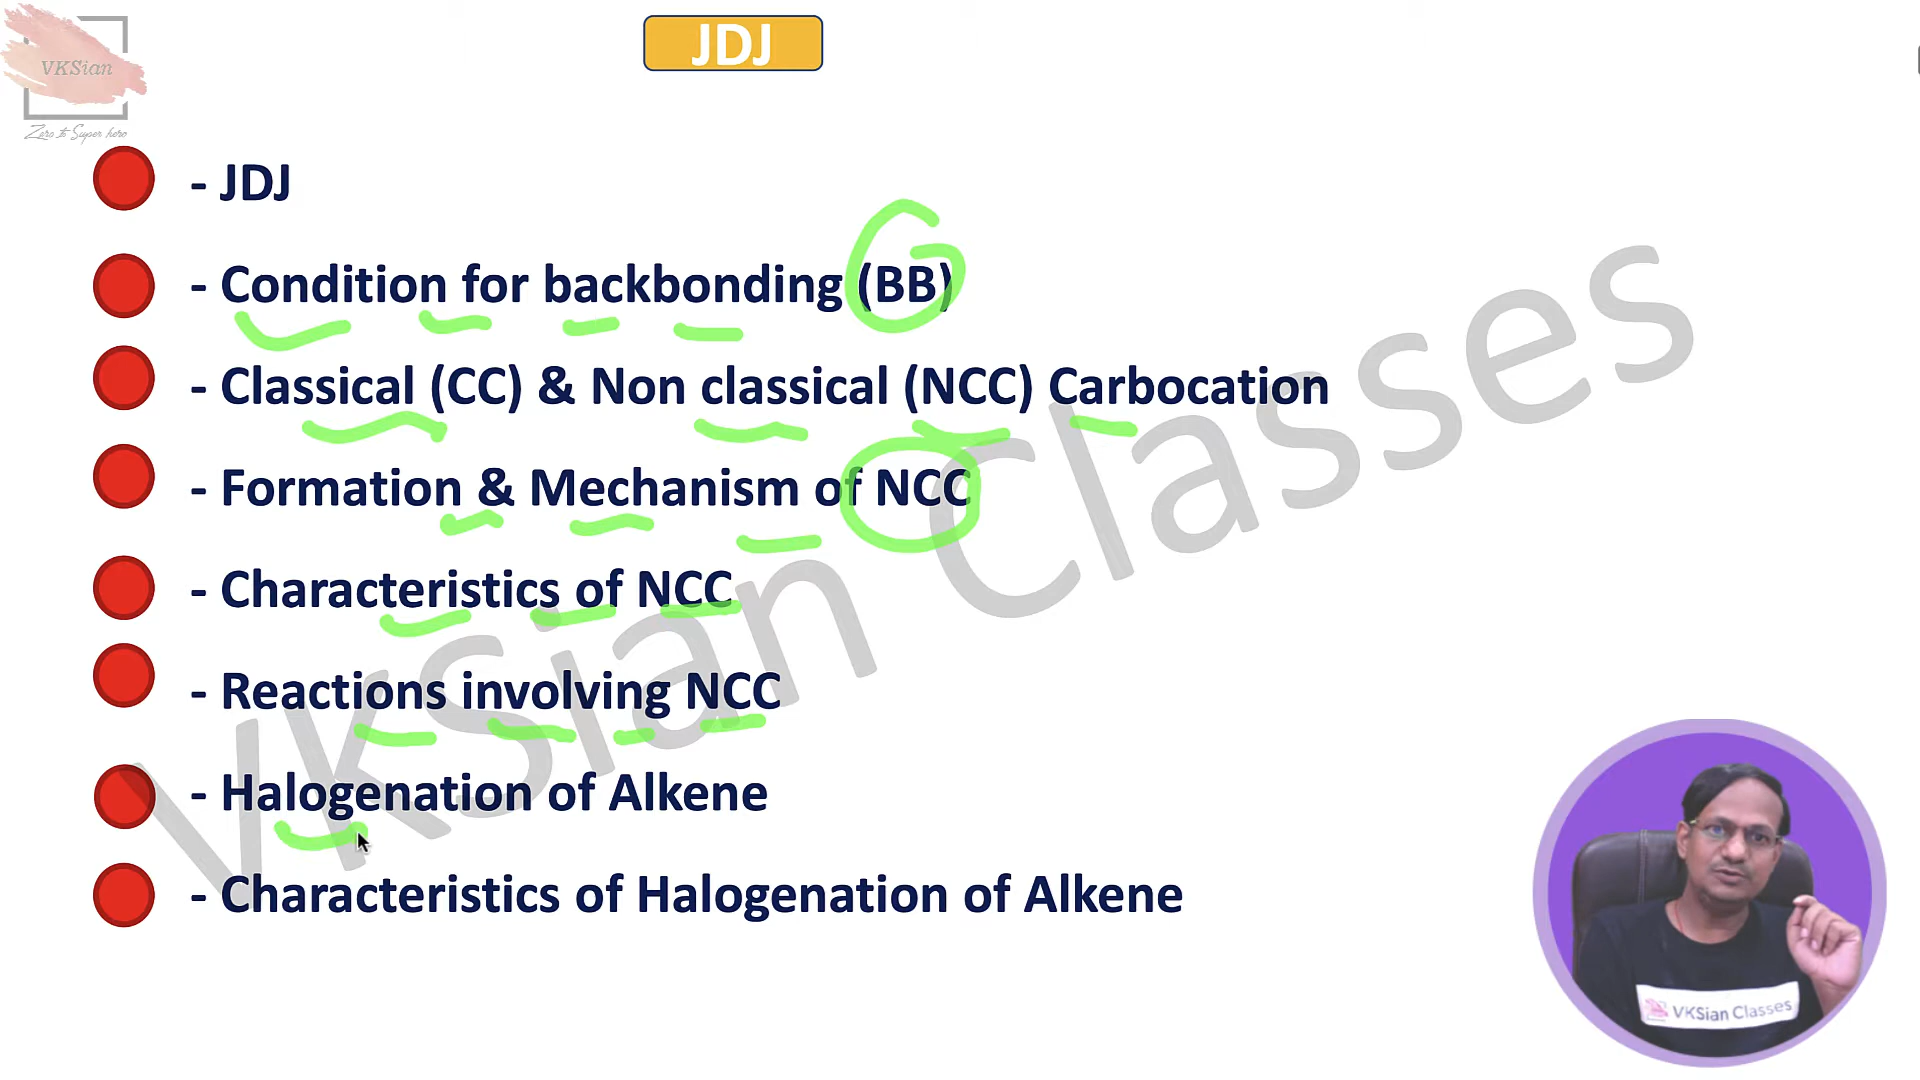 VKSian
Zero to Super hero
JDJ
- JDJ
- Condition for backbonding (BB)
- Classical (CC) & Non classical (NCC) Carbocation
- Formation & Mechanism of NCC
- Characteristics of NCC
- Reactions involving NCC
- Halogenation of Alkene
- Characteristics of Halogenation of Alkene
VKSian Classes
VKSian Classes